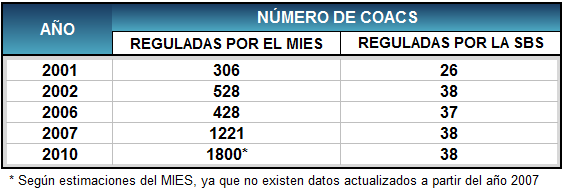 AÑO NÚMERO DE COACS
REGULADAS POR EL MIES REGULADAS POR LA SBS
2001 306 26
2002 528 38
2006 428 37
2007 1221 38
2010 1800* 38
* Según estimaciones del MIES, ya que no existen datos actualizados a partir del año 2007